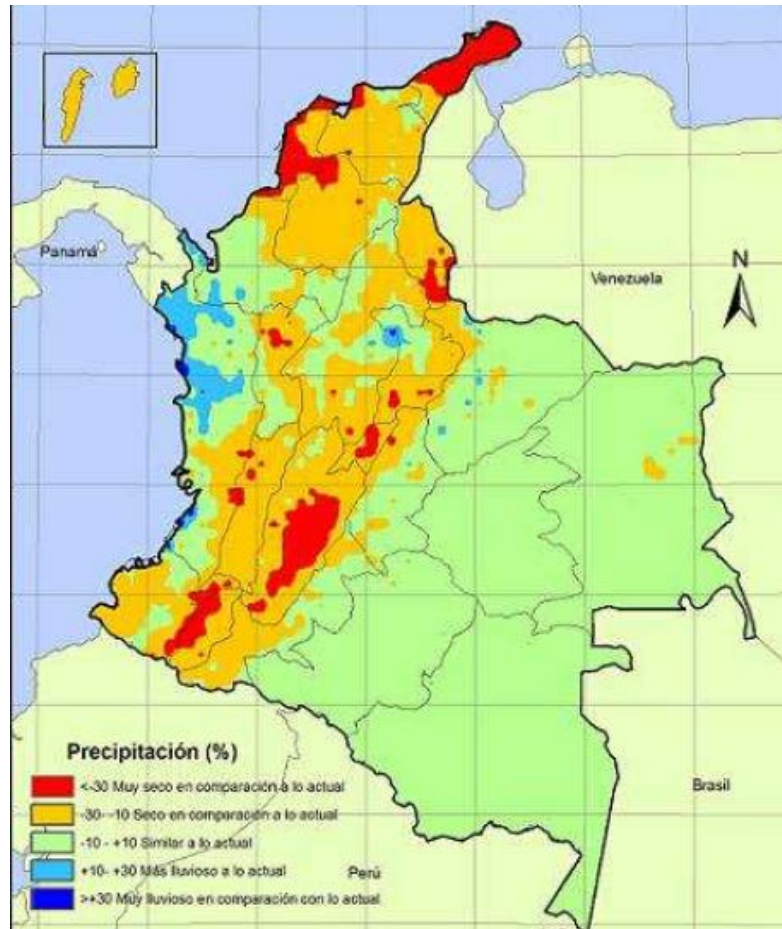 Panamá
Venezuela
N
Precipitación (%)
<-30 Muy seco en comparación a lo actual
-30- -10 Seco en comparación a lo actual
-10 - +10 Similar a lo actual
+10- +30 Más lluvioso a lo actual
>+30 Muy lluvioso en comparación con lo actual
Perú
Brasil